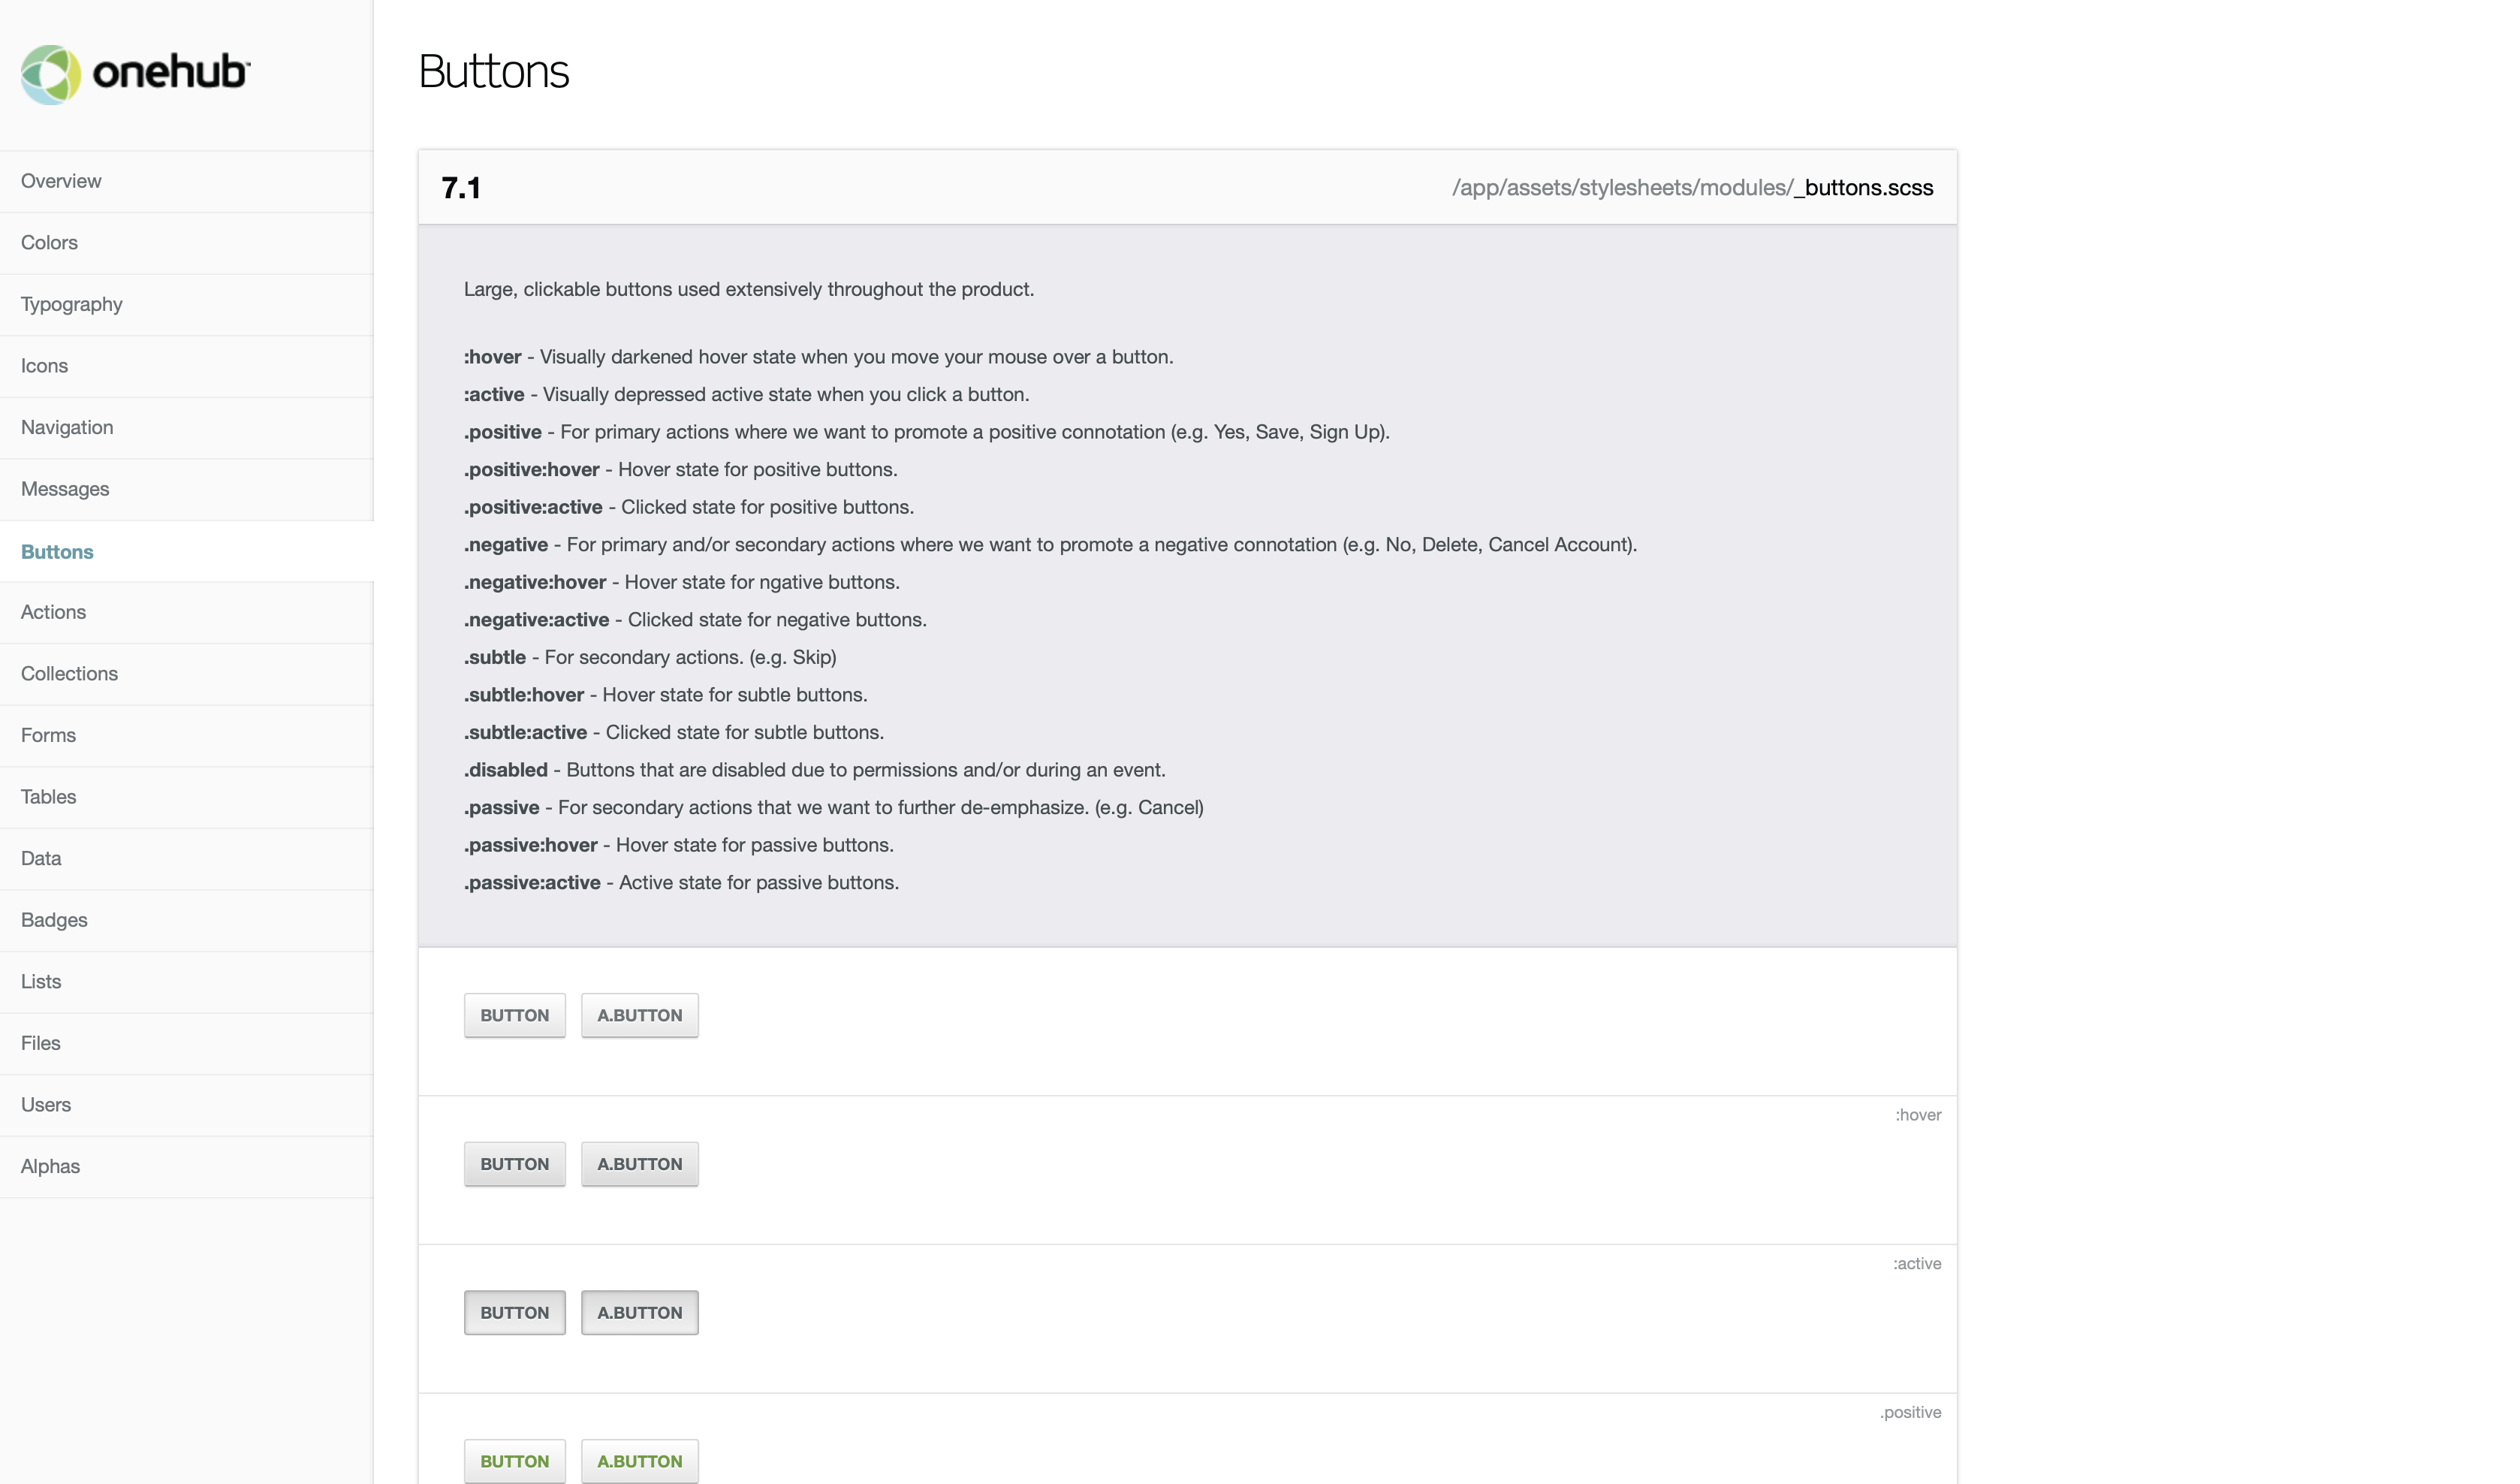 onehub™
Overview
Colors
Typography
Icons
Navigation
Messages
Buttons
Actions
Collections
Forms
Tables
Data
Badges
Lists
Files
Users
Alphas
Buttons
7.1
/app/assets/stylesheets/modules/_buttons.scss
Large, clickable buttons used extensively throughout the product.
:hover - Visually darkened hover state when you move your mouse over a button.
:active - Visually depressed active state when you click a button.
.positive - For primary actions where we want to promote a positive connotation (e.g. Yes, Save, Sign Up).
.positive:hover - Hover state for positive buttons.
.positive:active - Clicked state for positive buttons.
.negative - For primary and/or secondary actions where we want to promote a negative connotation (e.g. No, Delete, Cancel Account).
.negative:hover - Hover state for ngative buttons.
.negative:active - Clicked state for negative buttons.
.subtle - For secondary actions. (e.g. Skip)
.subtle:hover - Hover state for subtle buttons.
.subtle:active - Clicked state for subtle buttons.
.disabled - Buttons that are disabled due to permissions and/or during an event.
.passive - For secondary actions that we want to further de-emphasize. (e.g. Cancel)
.passive:hover - Hover state for passive buttons.
.passive:active - Active state for passive buttons.
BUTTON A.BUTTON
:hover
BUTTON A.BUTTON
:active
BUTTON A.BUTTON
.positive
BUTTON A.BUTTON